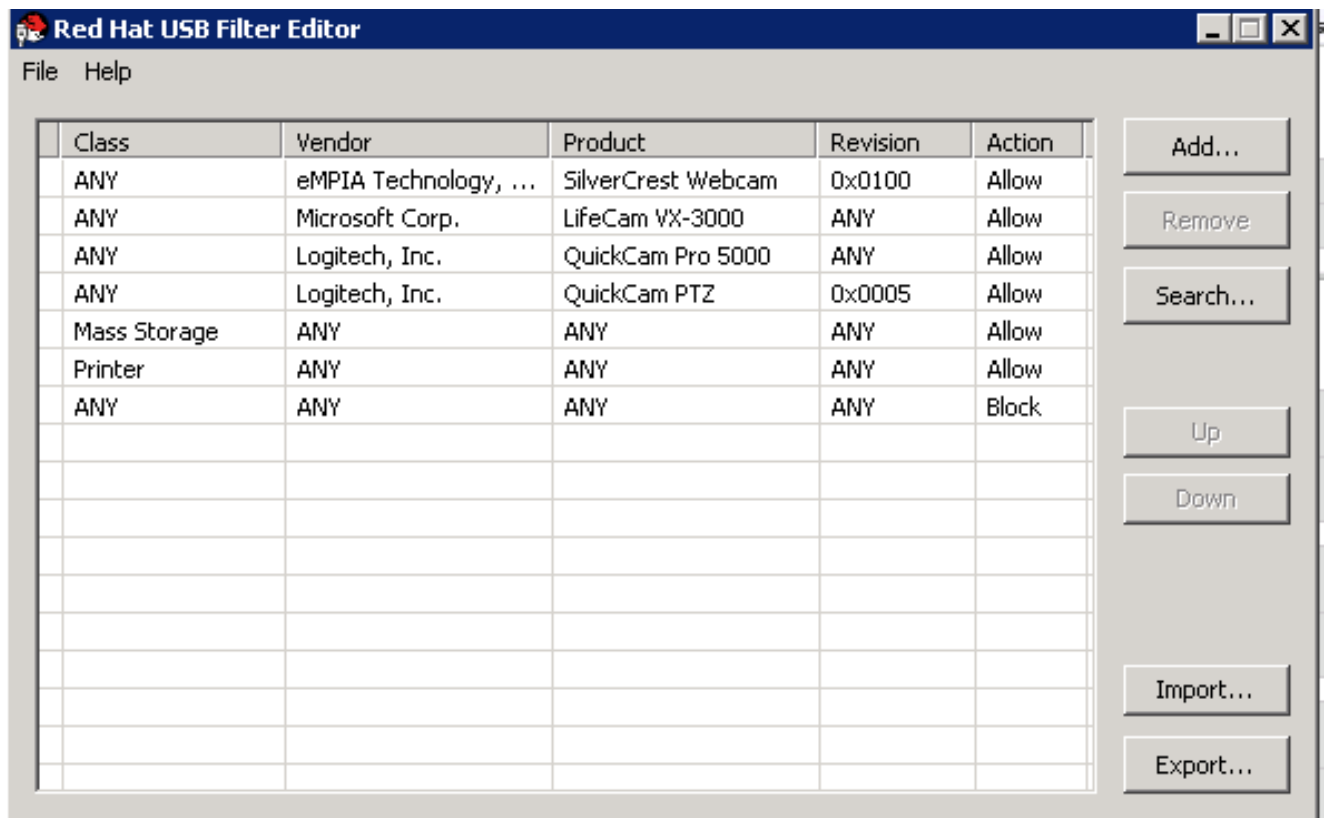 Red Hat USB Filter Editor
File Help
Class Vendor Product Revision Action
ANY eMPIA Technology, ... SilverCrest Webcam 0x0100 Allow
ANY Microsoft Corp. LifeCam VX-3000 ANY Allow
ANY Logitech, Inc. QuickCam Pro 5000 ANY Allow
ANY Logitech, Inc. QuickCam PTZ 0x0005 Allow
Mass Storage ANY ANY ANY Allow
Printer ANY ANY ANY Allow
ANY ANY ANY ANY Block
Add...
Remove
Search...
Up
Down
Import...
Export...